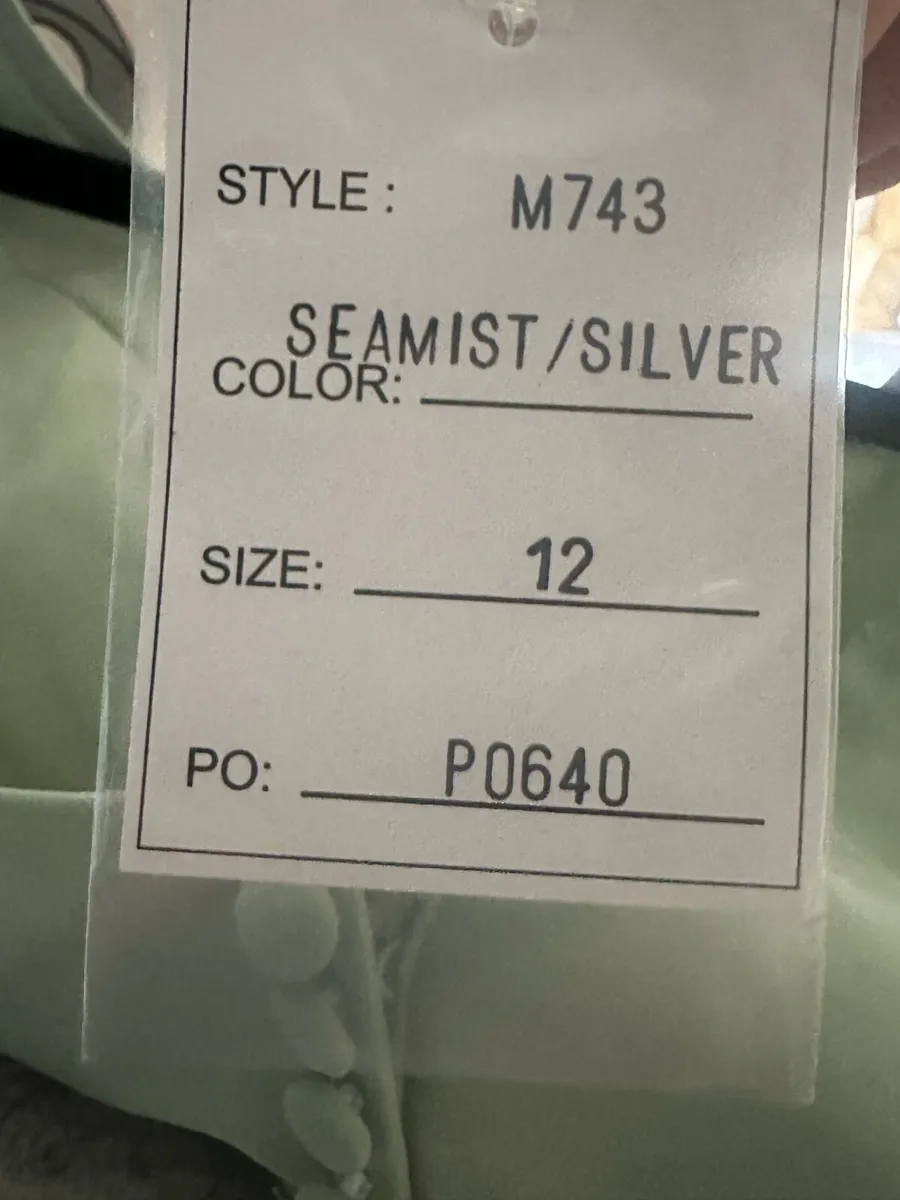 STYLE : M743
SEAMIST/SILVER
COLOR:
SIZE: 12
PO: P0640